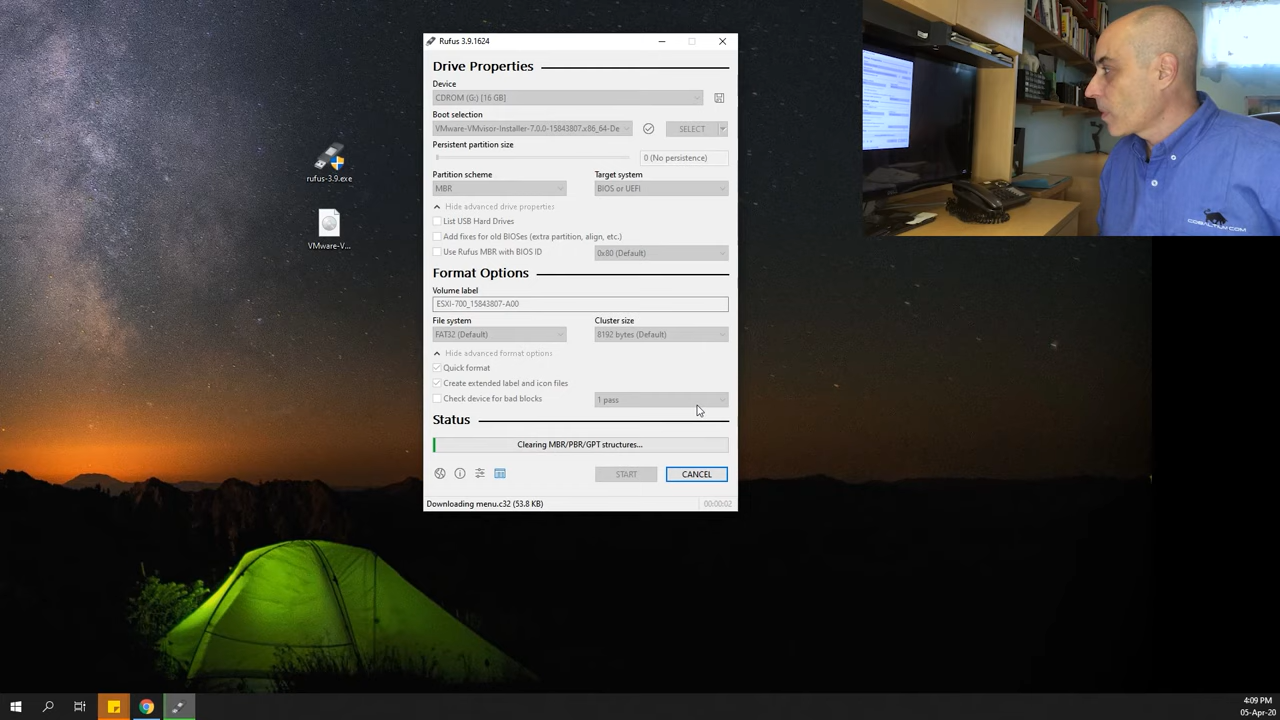 Rufus 3.9.1624
Drive Properties
Device
CDROM (G:) [16 GB]
Boot selection
VMware-VMvisor-Installer-7.0.0-15843807.x86_64-De
SELECT
Persistent partition size
0 (No persistence)
Partition scheme
Target system
MBR
BIOS or UEFI
Hide advanced drive properties
List USB Hard Drives
Add fixes for old BIOSes (extra partition, align, etc.)
Use Rufus MBR with BIOS ID
0x80 (Default)
Format Options
Volume label
ESXI-700_15843807-A00
File system
Cluster size
FAT32 (Default)
8192 bytes (Default)
Hide advanced format options
Quick format
Create extended label and icon files
Check device for bad blocks
1 pass
Status
Clearing MBR/PBR/GPT structures...
START
CANCEL
Downloading menu.c32 (53.8 KB)
00:00:02
rufus-3.9.exe
VMware-V...
COBALTIUM.COM
4:09 PM
05-Apr-20